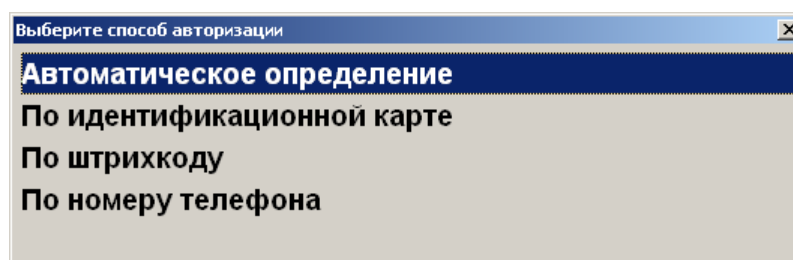 Выберите способ авторизации
Автоматическое определение
По идентификационной карте
По штрихкоду
По номеру телефона